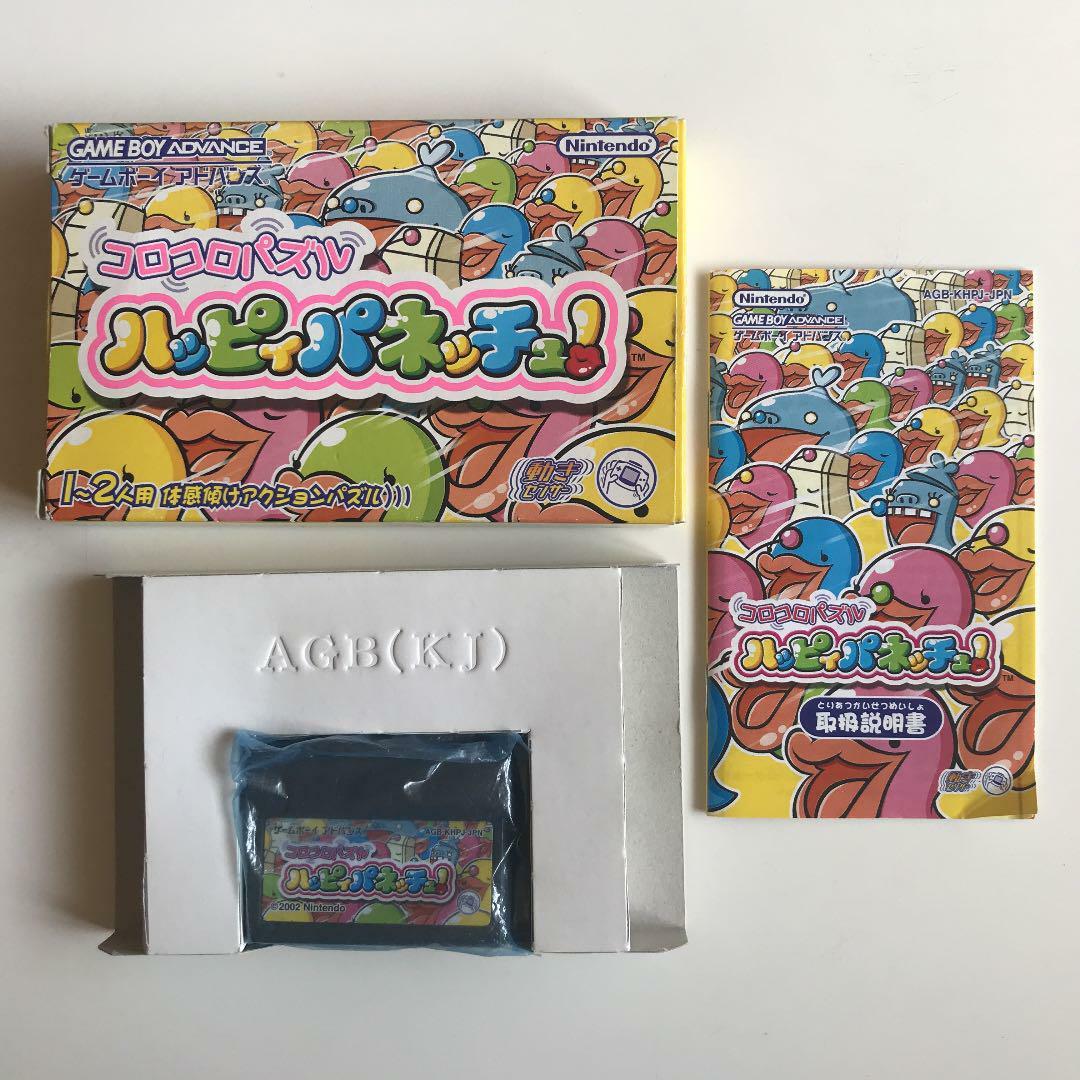 GAME BOY ADVANCE
ゲームボーイ アドバンス
Nintendo
コロコロパズル
ハッピィパネッチュ!
TM
1~2人用 体感傾けアクションパズル)))
動き
センサー
Nintendo
AGB-KHPJ-JPN
GAME BOY ADVANCE
ゲームボーイ アドバンス
コロコロパズル
ハッピィパネッチュ!
TM
とりあつかいせつめいしょ
取扱説明書
動き
センサー
AGB(KJ)
ゲームボーイ アドバンス
AGB-KHPJ-JPN
コロコロパズル
ハッピィパネッチュ!
©2002 Nintendo